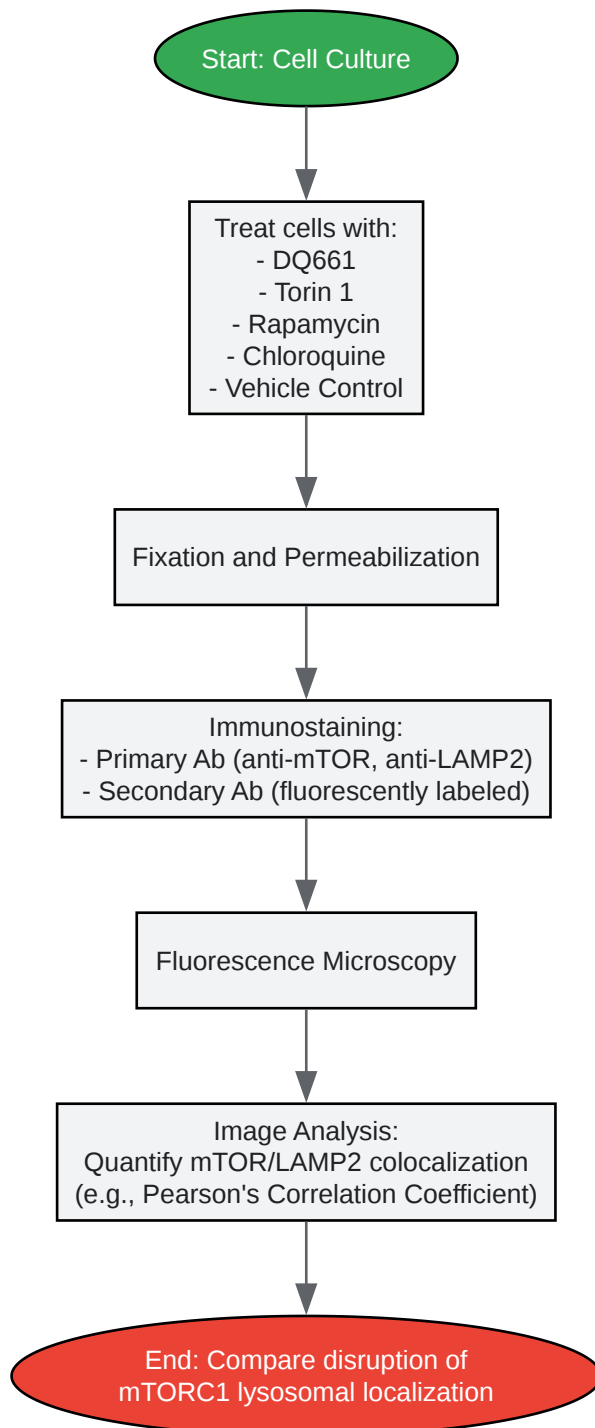 Start: Cell Culture
Treat cells with:
- DQ661
- Torin 1
- Rapamycin
- Chloroquine
- Vehicle Control
Fixation and Permeabilization
Immunostaining:
- Primary Ab (anti-mTOR, anti-LAMP2)
- Secondary Ab (fluorescently labeled)
Fluorescence Microscopy
Image Analysis:
Quantify mTOR/LAMP2 colocalization
(e.g., Pearson's Correlation Coefficient)
End: Compare disruption of
mTORC1 lysosomal localization